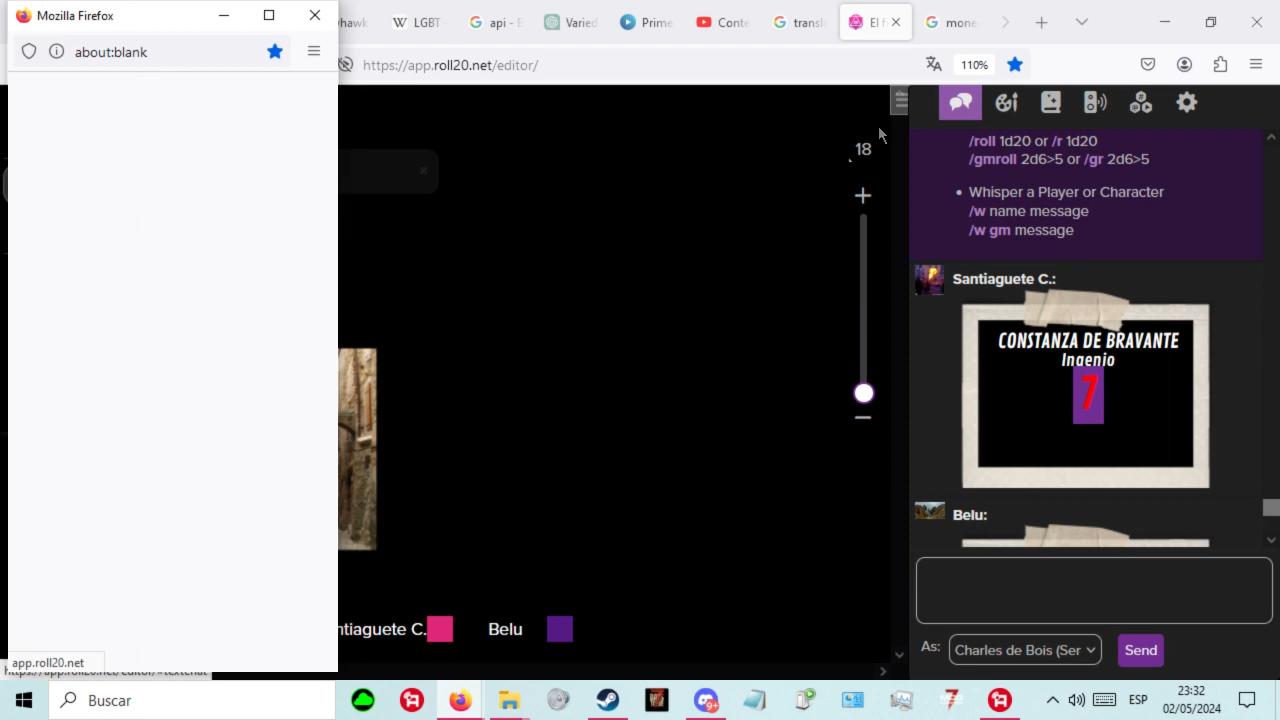 Mozilla Firefox
hawk
LGBT-
api - E
Varied
Prime
Conte
transl
El f
mone
about:blank
https://app.roll20.net/editor/
110%
/roll 1d20 or /r 1d20
/gmroll 2d6>5 or /gr 2d6>5
• Whisper a Player or Character
/w name message
/w gm message
18
Santiaguete C.:
CONSTANZA DE BRAVANTE
Ingenio
7
Belu:
ntiaguete C.
Belu
As:
Charles de Bois (Ser
Send
app.roll20.net
Buscar
9+
ESP
23:32
02/05/2024